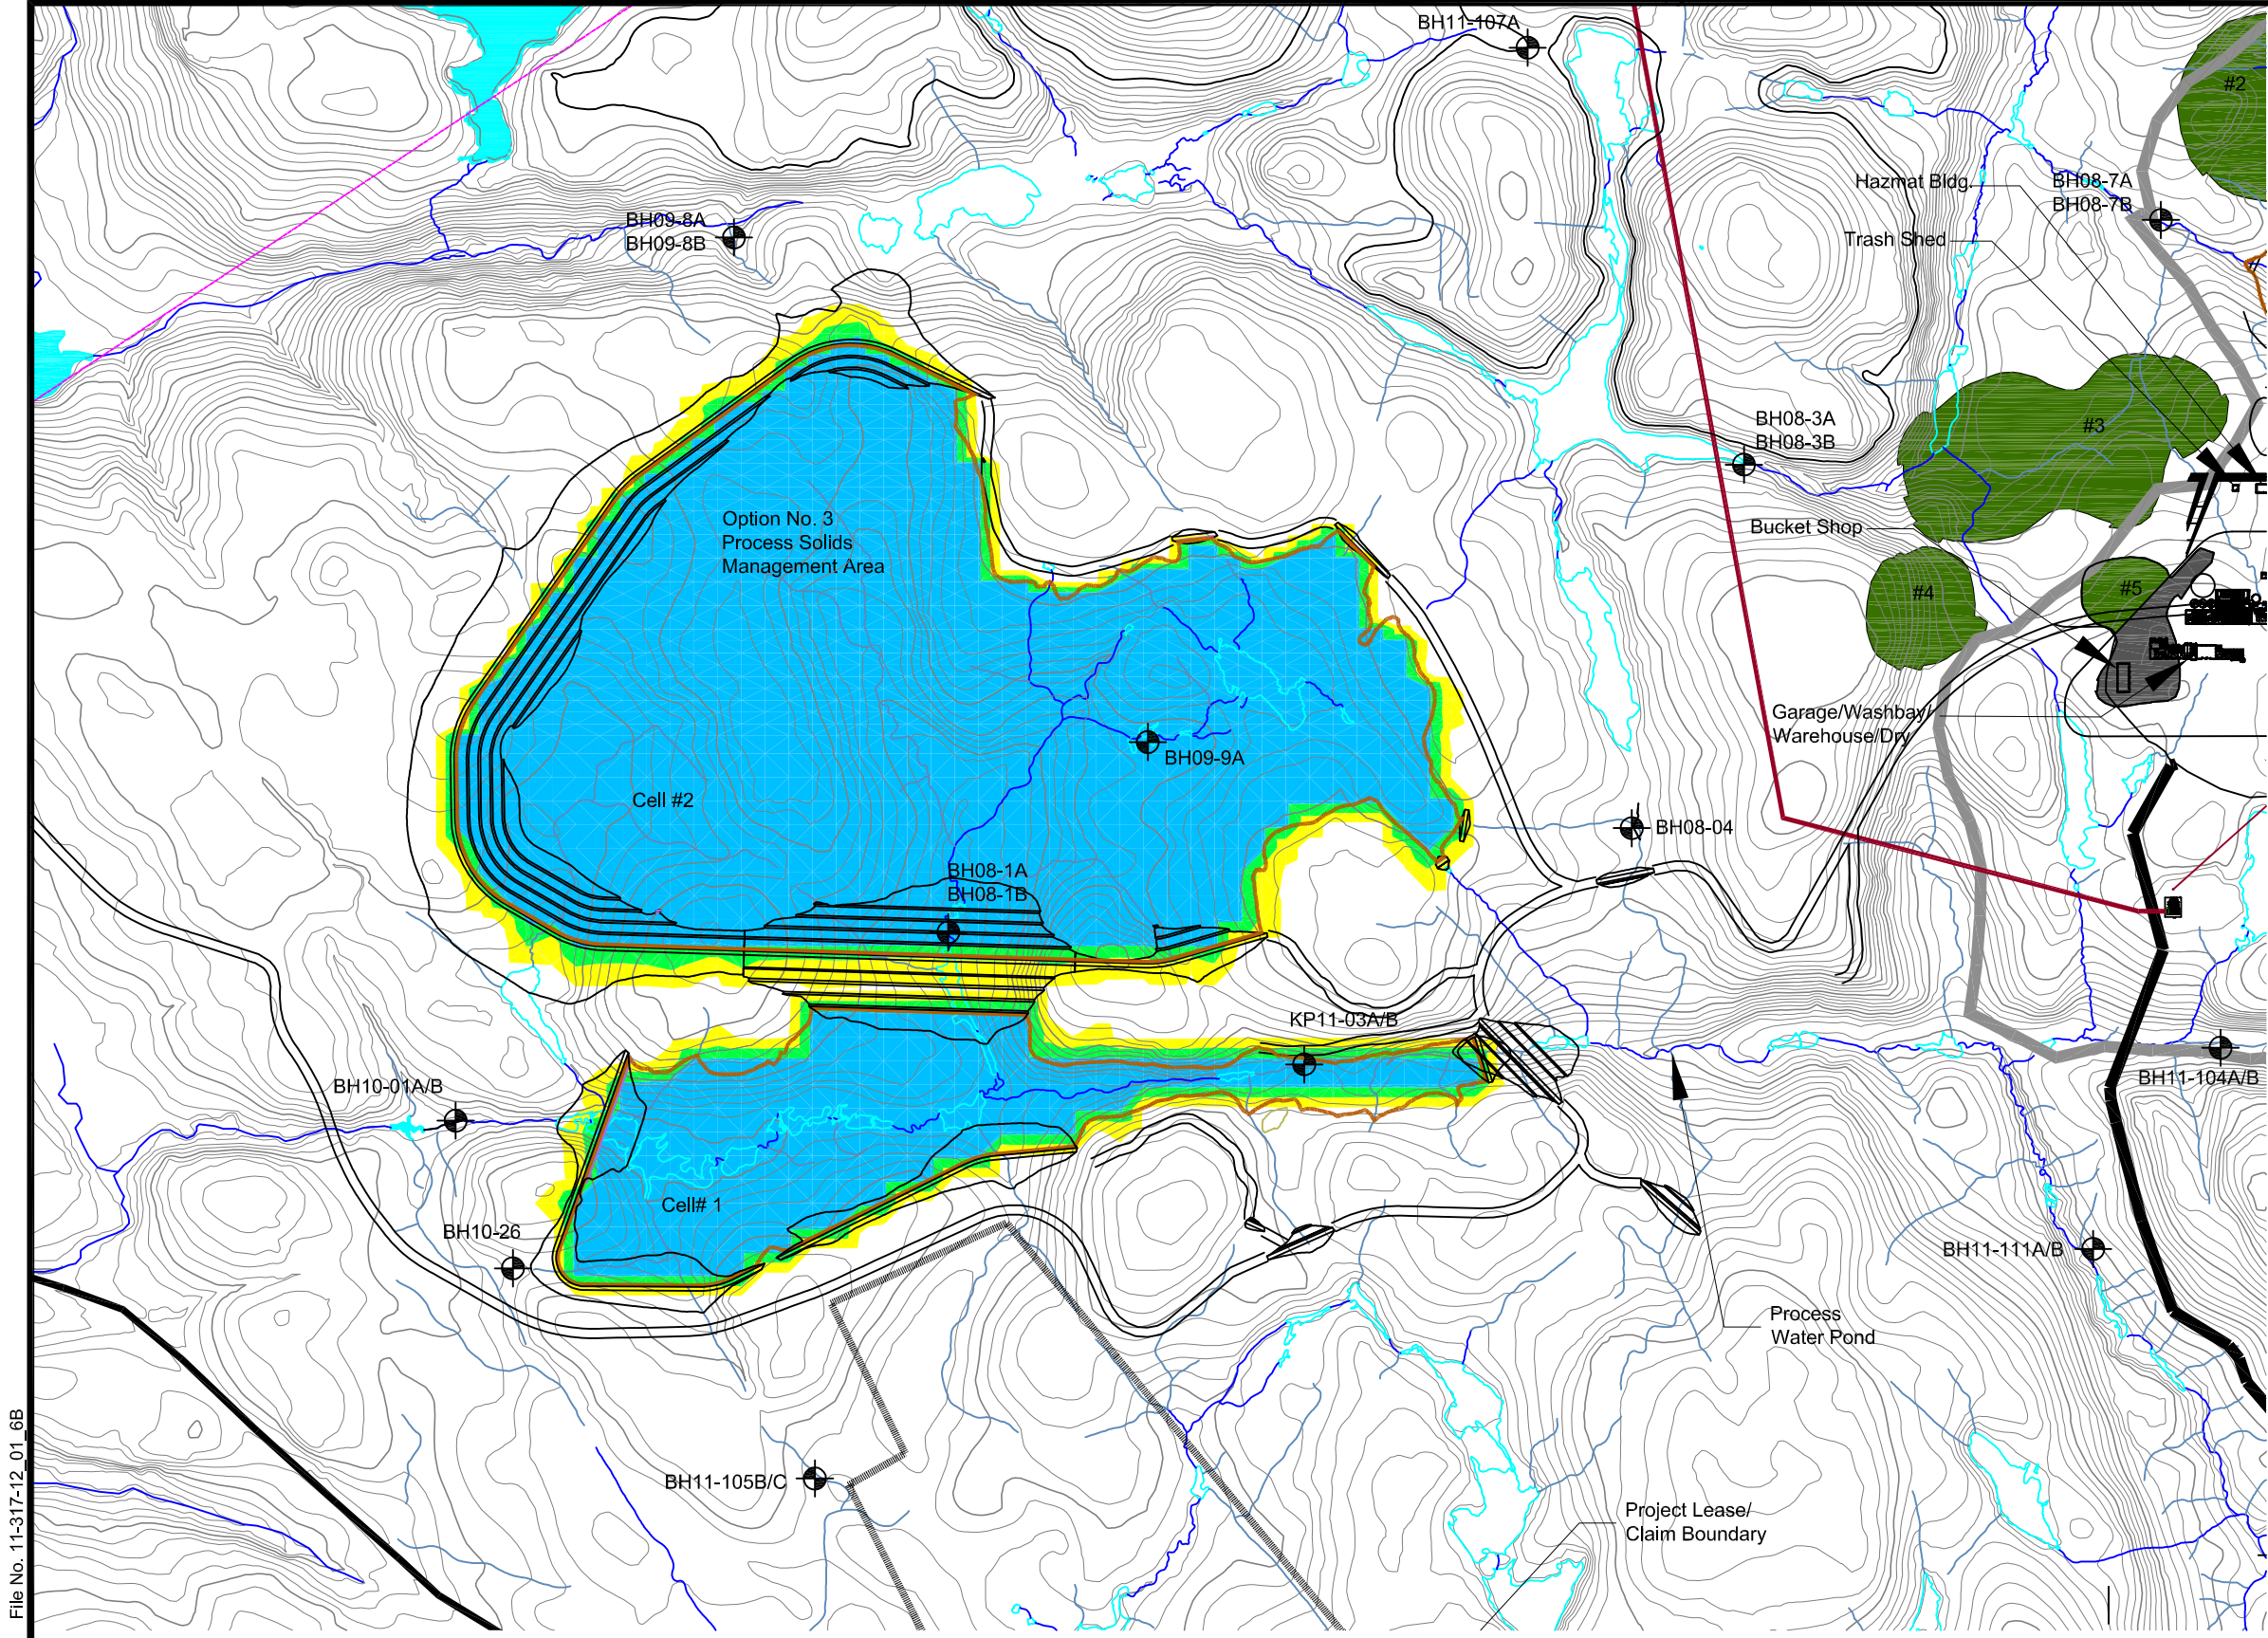 BH11-107A
#2
Hazmat Bldg.
BH08-7A
BH08-7B
BH09-8A
BH09-8B
Trash Shed
BH08-3A
BH08-3B
#3
Option No. 3
Process Solids
Management Area
Bucket Shop
#4
#5
Garage/Washbay/
Warehouse/Dry
BH09-9A
Cell #2
BH08-04
BH08-1A
BH08-1B
KP11-03A/B
BH10-01A/B
BH11-104A/B
Cell# 1
BH10-26
BH11-111A/B
Process
Water Pond
BH11-105B/C
Project Lease/
Claim Boundary
File No. 111-317-12_01_6B